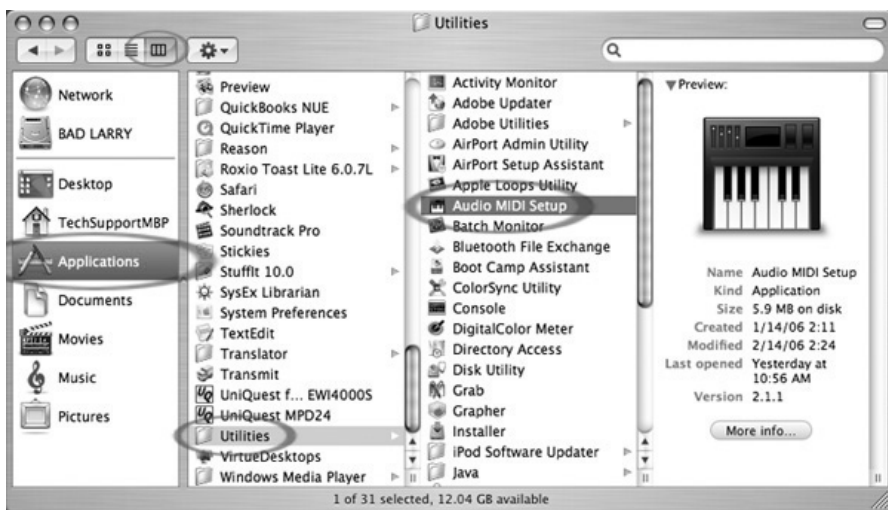 Utilities
Network
BAD LARRY
Desktop
TechSupportMBP
Applications
Documents
Movies
Music
Pictures
Preview
QuickBooks NUE
QuickTime Player
Reason
Roxio Toast Lite 6.0.7L
Safari
Sherlock
Soundtrack Pro
Stickies
StuffIt 10.0
SysEx Librarian
System Preferences
TextEdit
Translator
Transmit
UniQuest f... EWI4000S
UniQuest MPD24
Utilities
VirtueDesktops
Windows Media Player
Activity Monitor
Adobe Updater
Adobe Utilities
AirPort Admin Utility
AirPort Setup Assistant
Apple Loops Utility
Audio MIDI Setup
Batch Monitor
Bluetooth File Exchange
Boot Camp Assistant
ColorSync Utility
Console
DigitalColor Meter
Directory Access
Disk Utility
Grab
Grapher
Installer
iPod Software Updater
Java
Preview:
Name Audio MIDI Setup
Kind Application
Size 5.9 MB on disk
Created 1/14/06 2:11
Modified 2/14/06 2:24
Last opened Yesterday at
10:56 AM
Version 2.1.1
More info...
1 of 31 selected, 12.04 GB available